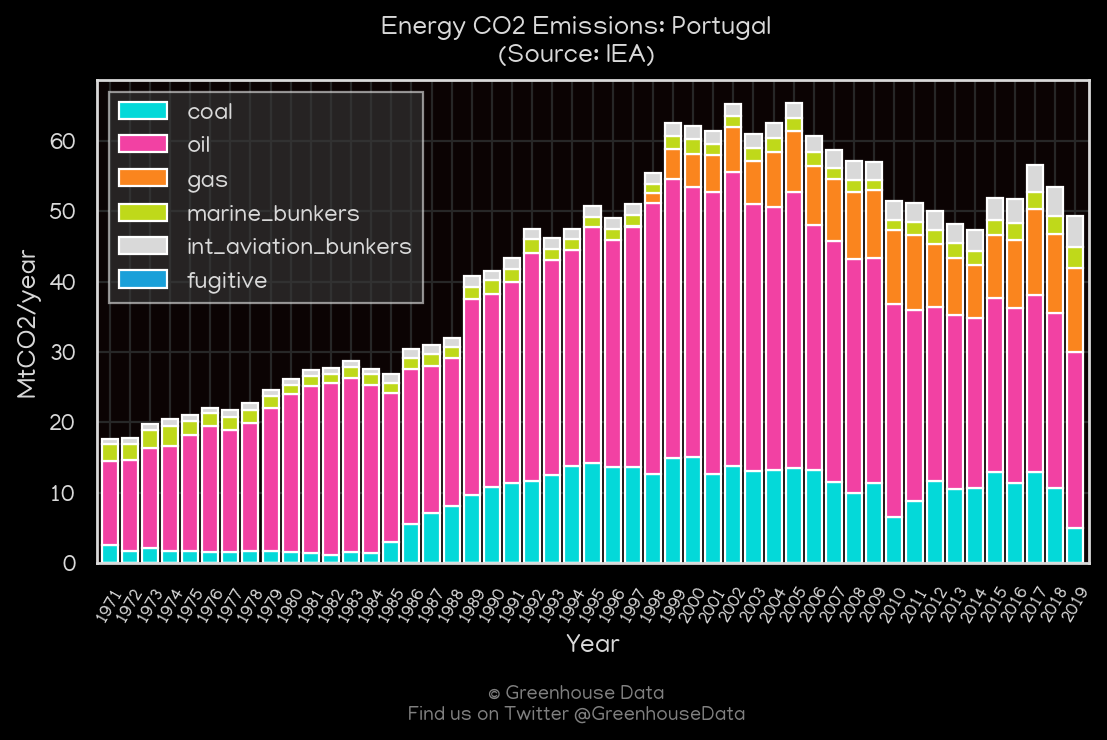 Energy CO2 Emissions: Portugal
(Source: IEA)
coal
oil
gas
marine_bunkers
int_aviation_bunkers
fugitive
MtCO2/year
60
50
40
30
20
10
0
1971 1972 1973 1974 1975 1976 1977 1978 1979 1980 1981 1982 1983 1984 1985 1986 1987 1988 1989 1990 1991 1992 1993 1994 1995 1996 1997 1998 1999 2000 2001 2002 2003 2004 2005 2006 2007 2008 2009 2010 2011 2012 2013 2014 2015 2016 2017 2018 2019
Year
© Greenhouse Data
Find us on Twitter @GreenhouseData